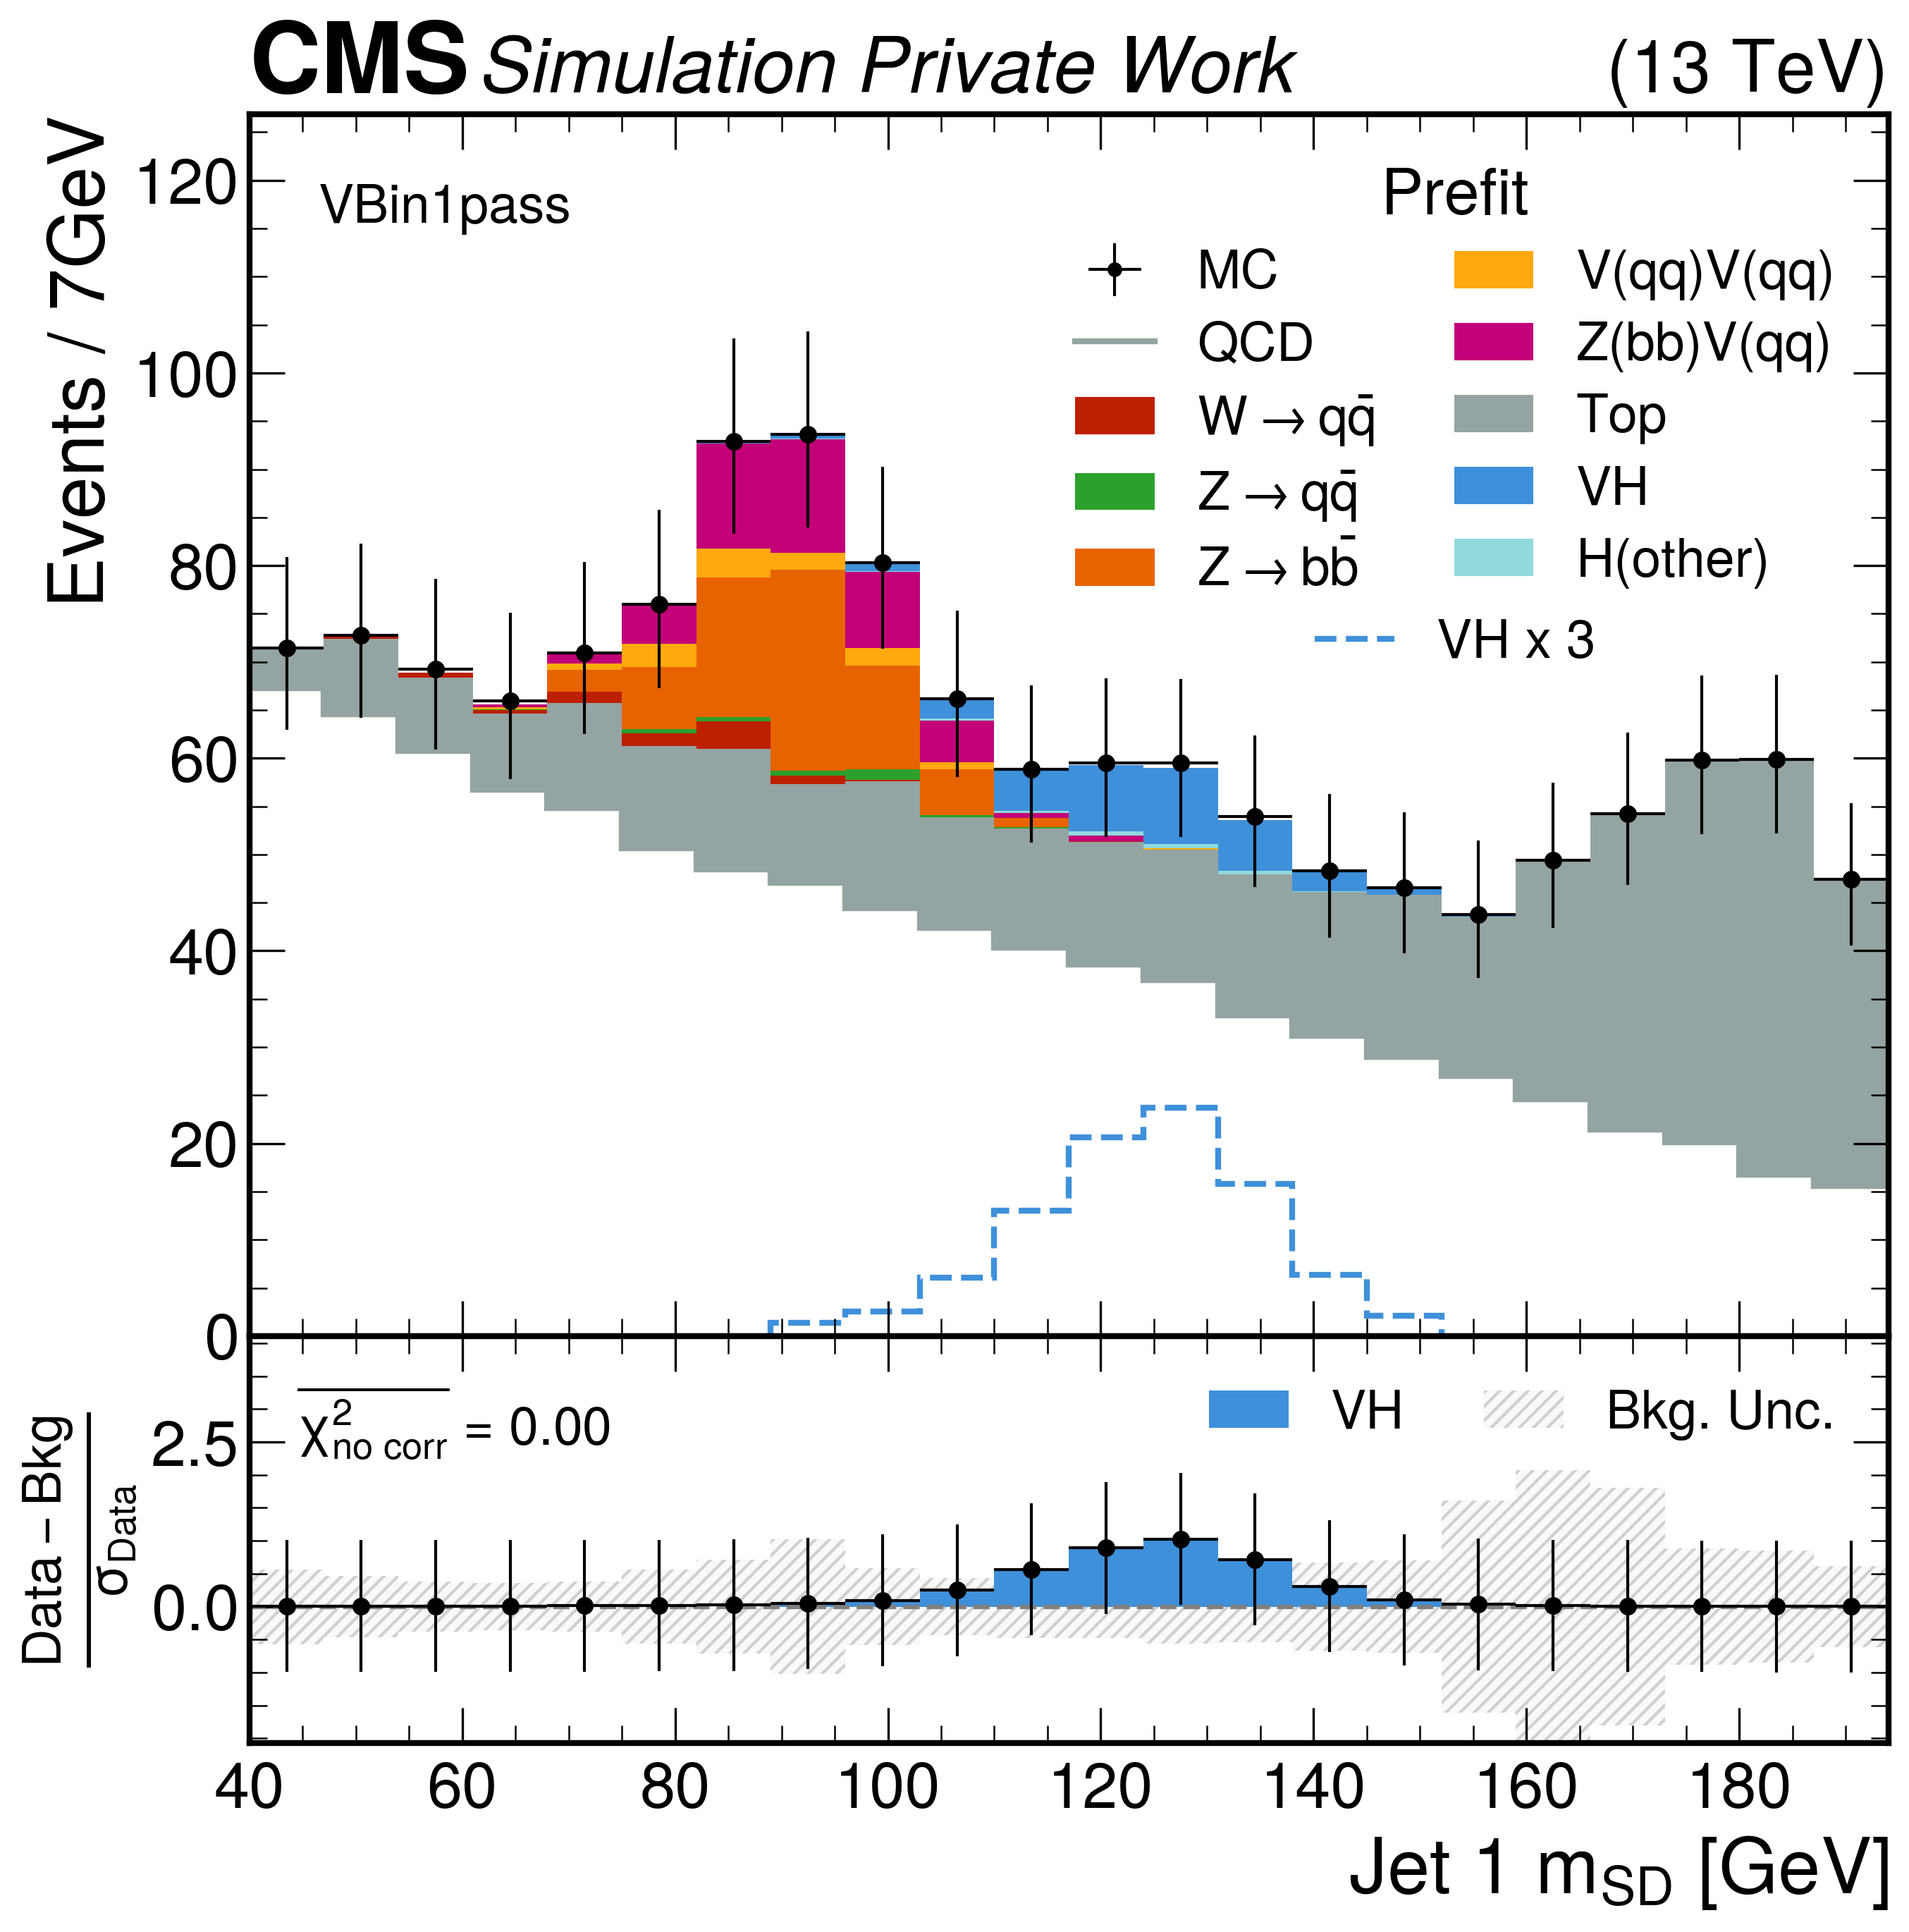 CMS Simulation Private Work (13 TeV)
Events / 7GeV
120
100
80
60
40
20
0
VBin1pass
Prefit
MC
QCD
W → qq̄
Z → qq̄
Z → bb̄
V(qq)V(qq)
Z(bb)V(qq)
Top
VH
H(other)
VH x 3
Data − Bkg
σData
2.5
0.0
χ²no corr = 0.00
VH
Bkg. Unc.
40 60 80 100 120 140 160 180
Jet 1 mSD [GeV]